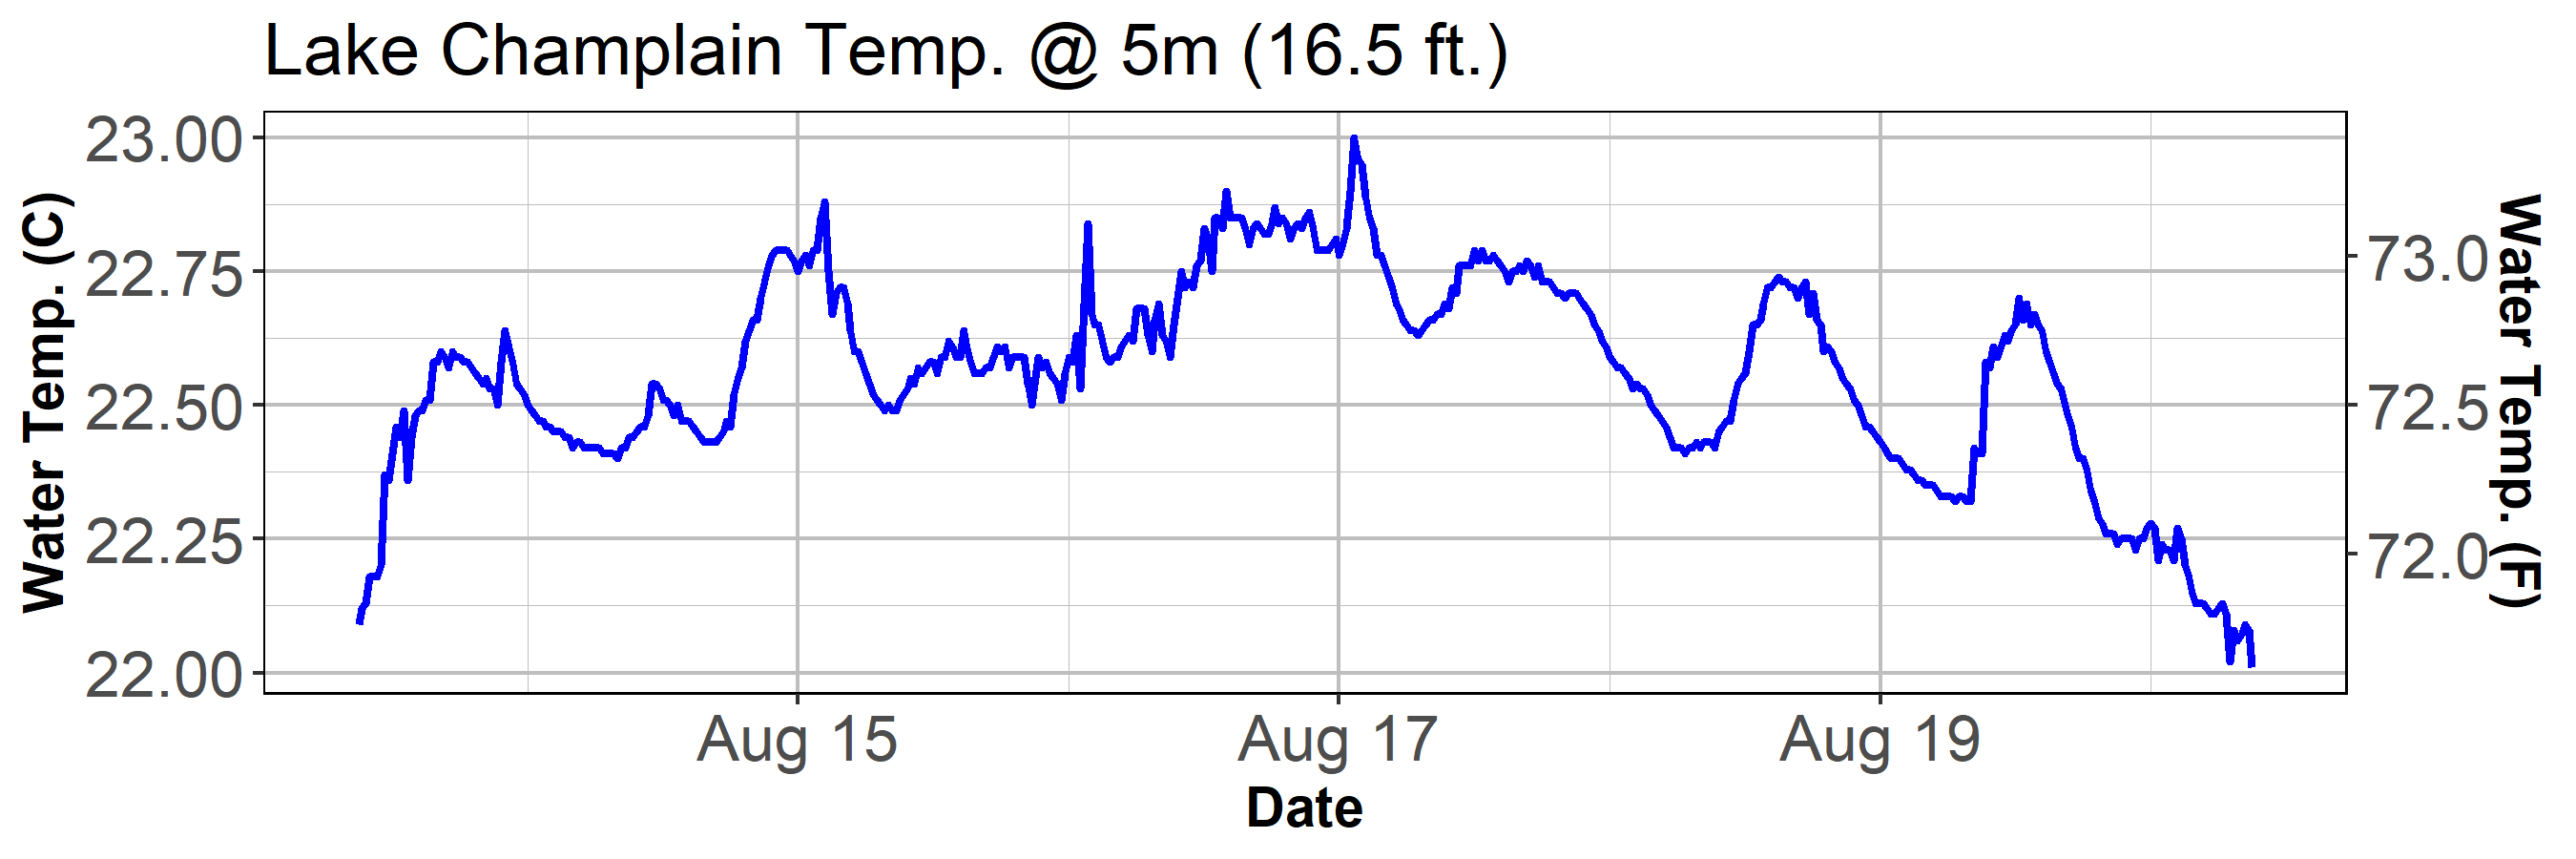 Lake Champlain Temp. @ 5m (16.5 ft.)
Water Temp. (C)
23.00
22.75
22.50
22.25
22.00
73.0
72.5
72.0
Water Temp. (F)
Aug 15 Aug 17 Aug 19
Date